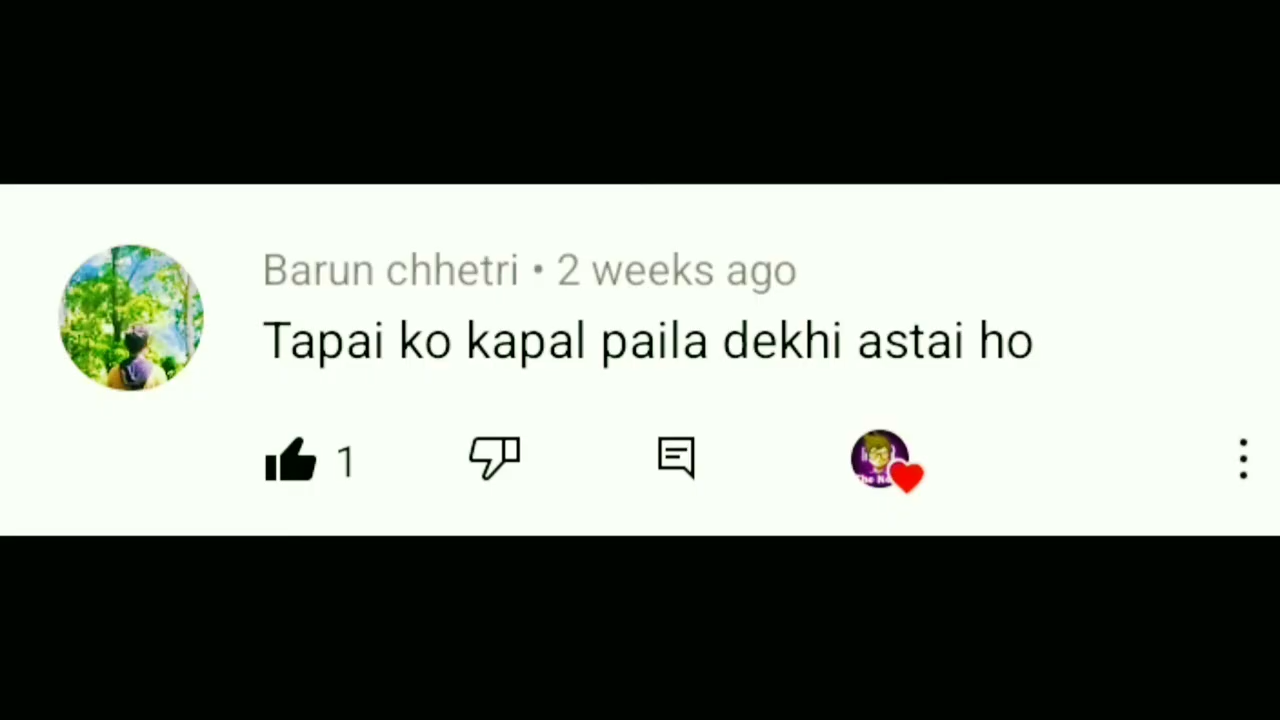 Barun chhetri • 2 weeks ago
Tapai ko kapal paila dekhi astai ho
1